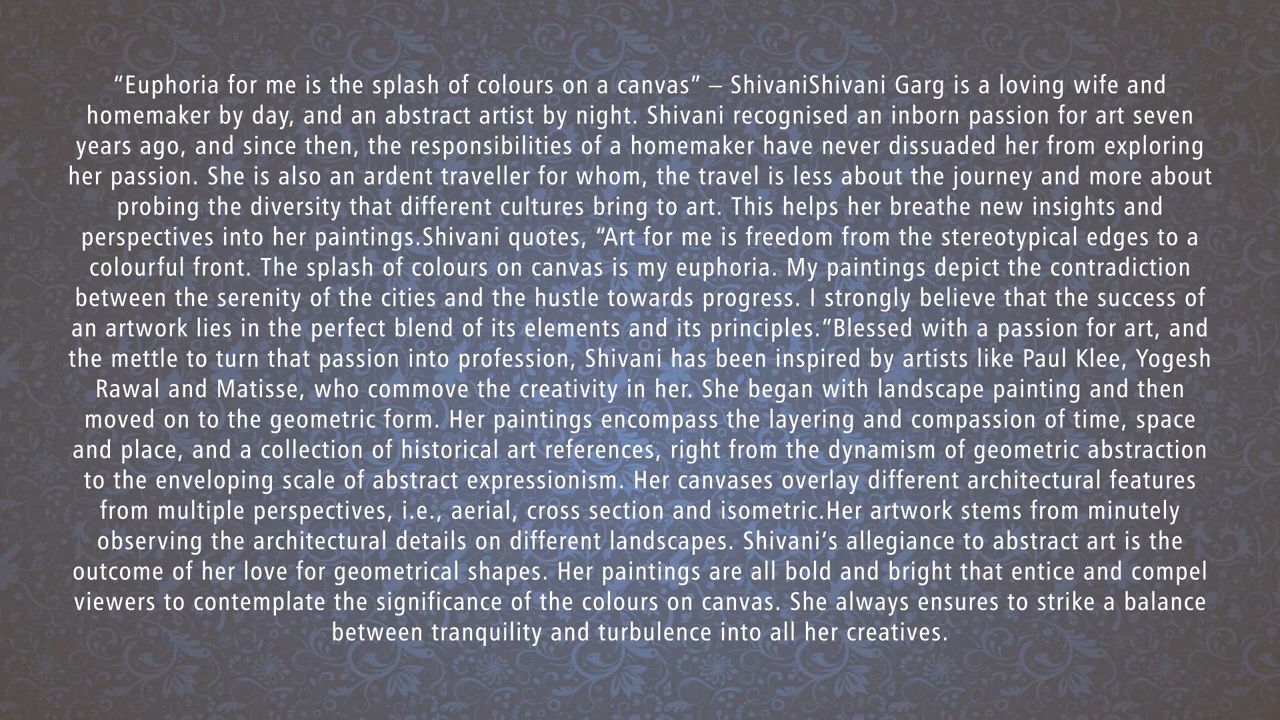 “Euphoria for me is the splash of colours on a canvas” – ShivaniShivani Garg is a loving wife and
homemaker by day, and an abstract artist by night. Shivani recognised an inborn passion for art seven
years ago, and since then, the responsibilities of a homemaker have never dissuaded her from exploring
her passion. She is also an ardent traveller for whom, the travel is less about the journey and more about
probing the diversity that different cultures bring to art. This helps her breathe new insights and
perspectives into her paintings.Shivani quotes, “Art for me is freedom from the stereotypical edges to a
colourful front. The splash of colours on canvas is my euphoria. My paintings depict the contradiction
between the serenity of the cities and the hustle towards progress. I strongly believe that the success of
an artwork lies in the perfect blend of its elements and its principles.”Blessed with a passion for art, and
the mettle to turn that passion into profession, Shivani has been inspired by artists like Paul Klee, Yogesh
Rawal and Matisse, who commove the creativity in her. She began with landscape painting and then
moved on to the geometric form. Her paintings encompass the layering and compassion of time, space
and place, and a collection of historical art references, right from the dynamism of geometric abstraction
to the enveloping scale of abstract expressionism. Her canvases overlay different architectural features
from multiple perspectives, i.e., aerial, cross section and isometric.Her artwork stems from minutely
observing the architectural details on different landscapes. Shivani’s allegiance to abstract art is the
outcome of her love for geometrical shapes. Her paintings are all bold and bright that entice and compel
viewers to contemplate the significance of the colours on canvas. She always ensures to strike a balance
between tranquility and turbulence into all her creatives.